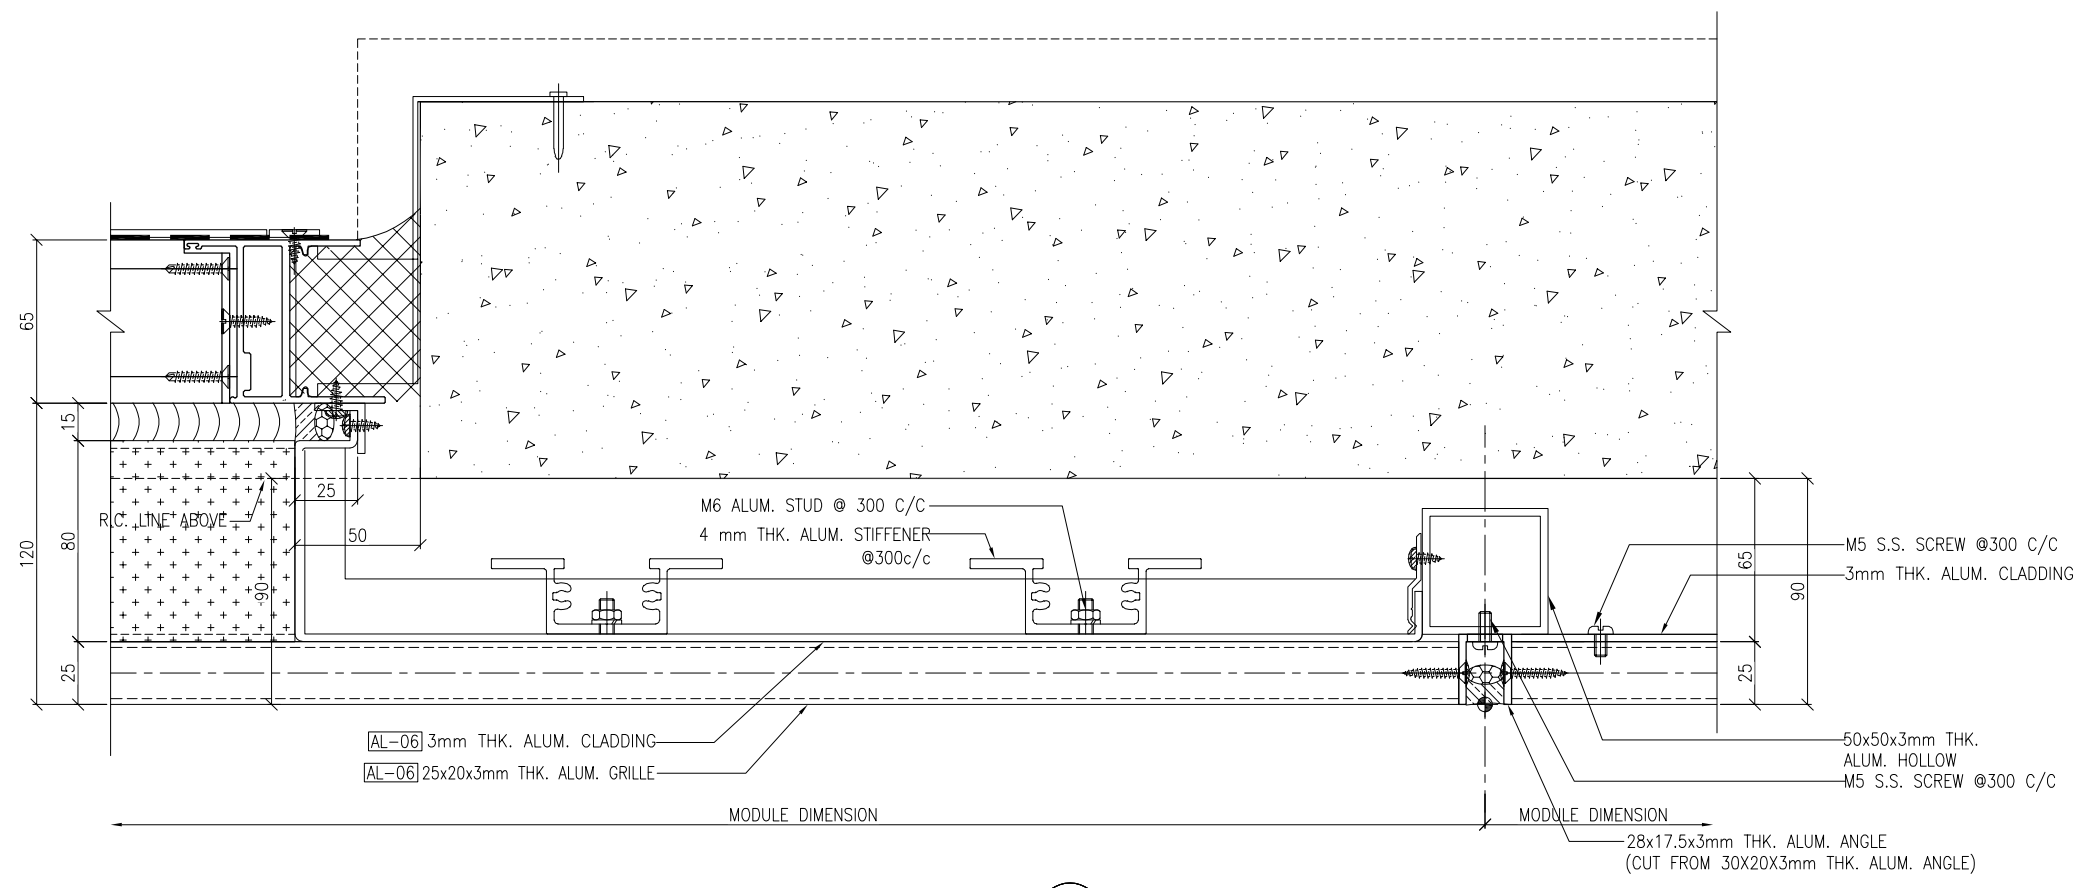 65
15
120
80
25
R.C. LINE ABOVE
25
50
90
M6 ALUM. STUD @ 300 C/C
4 mm THK. ALUM. STIFFENER
@300c/c
M5 S.S. SCREW @300 C/C
3mm THK. ALUM. CLADDING
65
90
25
AL-06 3mm THK. ALUM. CLADDING
AL-06 25x20x3mm THK. ALUM. GRILLE
50x50x3mm THK.
ALUM. HOLLOW
M5 S.S. SCREW @300 C/C
MODULE DIMENSION
MODULE DIMENSION
28x17.5x3mm THK. ALUM. ANGLE
(CUT FROM 30X20X3mm THK. ALUM. ANGLE)